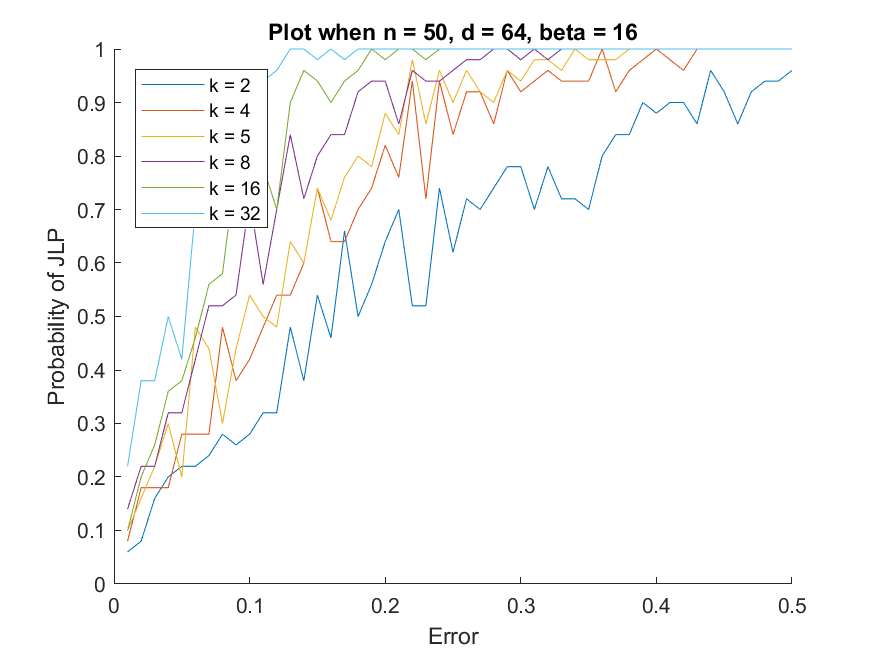 Plot when n = 50, d = 64, beta = 16
1
0.9
0.8
0.7
0.6
0.5
0.4
0.3
0.2
0.1
0
Probability of JLP
k = 2
k = 4
k = 5
k = 8
k = 16
k = 32
0 0.1 0.2 0.3 0.4 0.5
Error